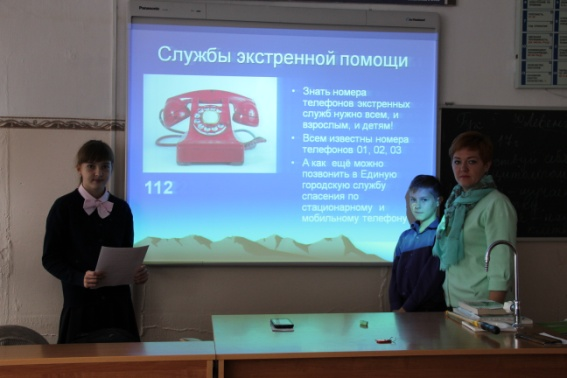 Panasonic
Службы экстренной помощи
• Знать номера
телефонов экстренных
служб нужно всем, и
взрослым, и детям!
• Всем известны номера
телефонов 01, 02, 03
• А как ещё можно
позвонить в Единую
городскую службу
спасения по
стационарному и
мобильному телефону
112